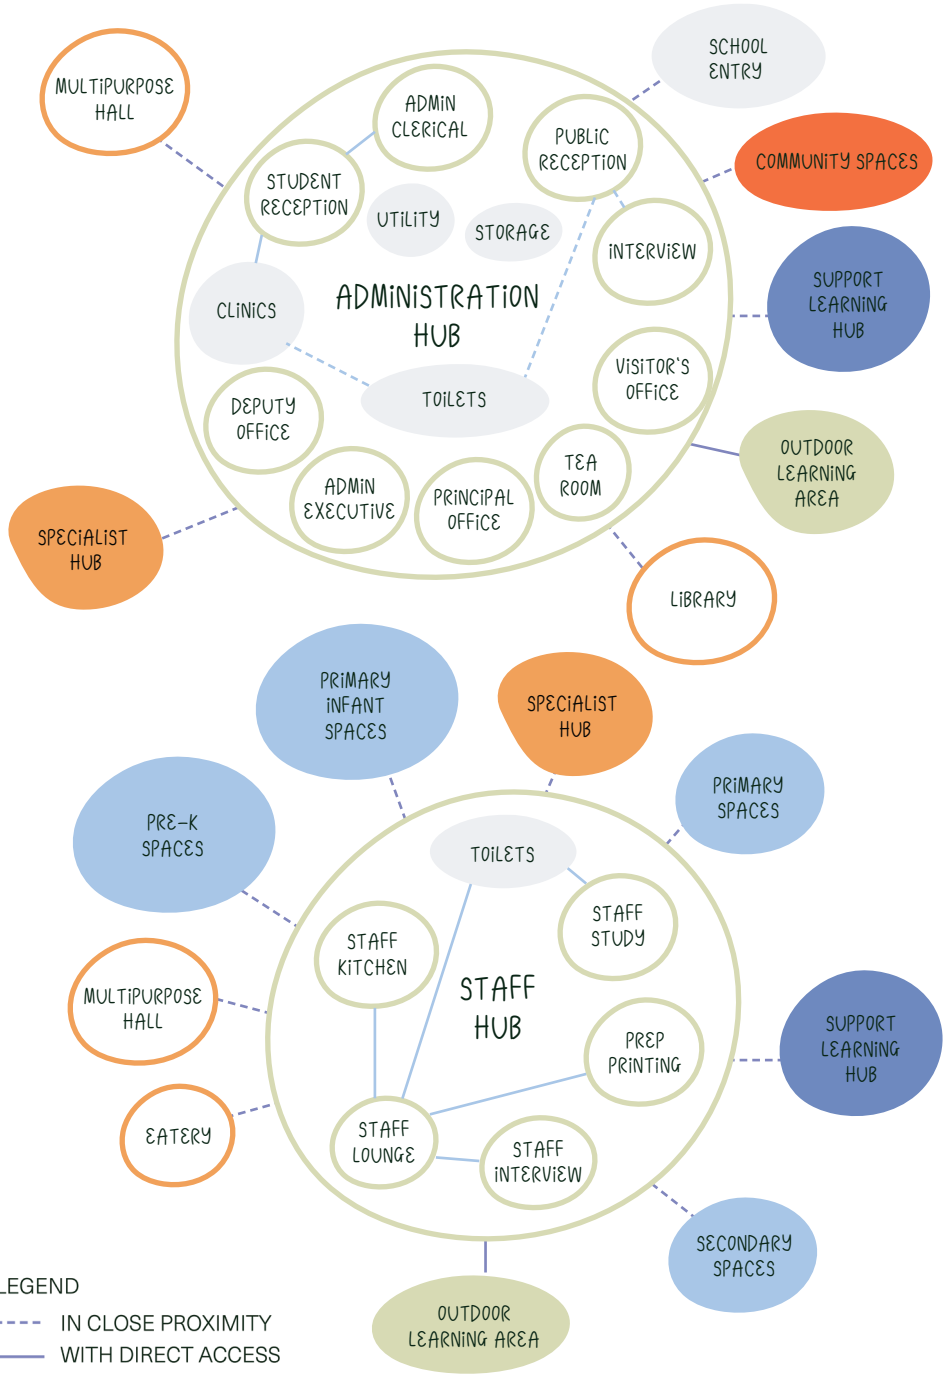 SCHOOL
ENTRY
MULTIPURPOSE
HALL
ADMIN
CLERICAL
PUBLIC
RECEPTION
COMMUNITY SPACES
STUDENT
RECEPTION
UTILITY
STORAGE
INTERVIEW
SUPPORT
LEARNING
HUB
CLINICS
ADMINISTRATION
HUB
VISITOR'S
OFFICE
TOILETS
DEPUTY
OFFICE
TEA
ROOM
OUTDOOR
LEARNING
AREA
ADMIN
EXECUTIVE
PRINCIPAL
OFFICE
SPECIALIST
HUB
LIBRARY
PRIMARY
INFANT
SPACES
SPECIALIST
HUB
PRIMARY
SPACES
PRE-K
SPACES
TOILETS
STAFF
STUDY
STAFF
KITCHEN
STAFF
HUB
MULTIPURPOSE
HALL
PREP
PRINTING
SUPPORT
LEARNING
HUB
EATERY
STAFF
LOUNGE
STAFF
INTERVIEW
SECONDARY
SPACES
OUTDOOR
LEARNING AREA
LEGEND
IN CLOSE PROXIMITY
WITH DIRECT ACCESS